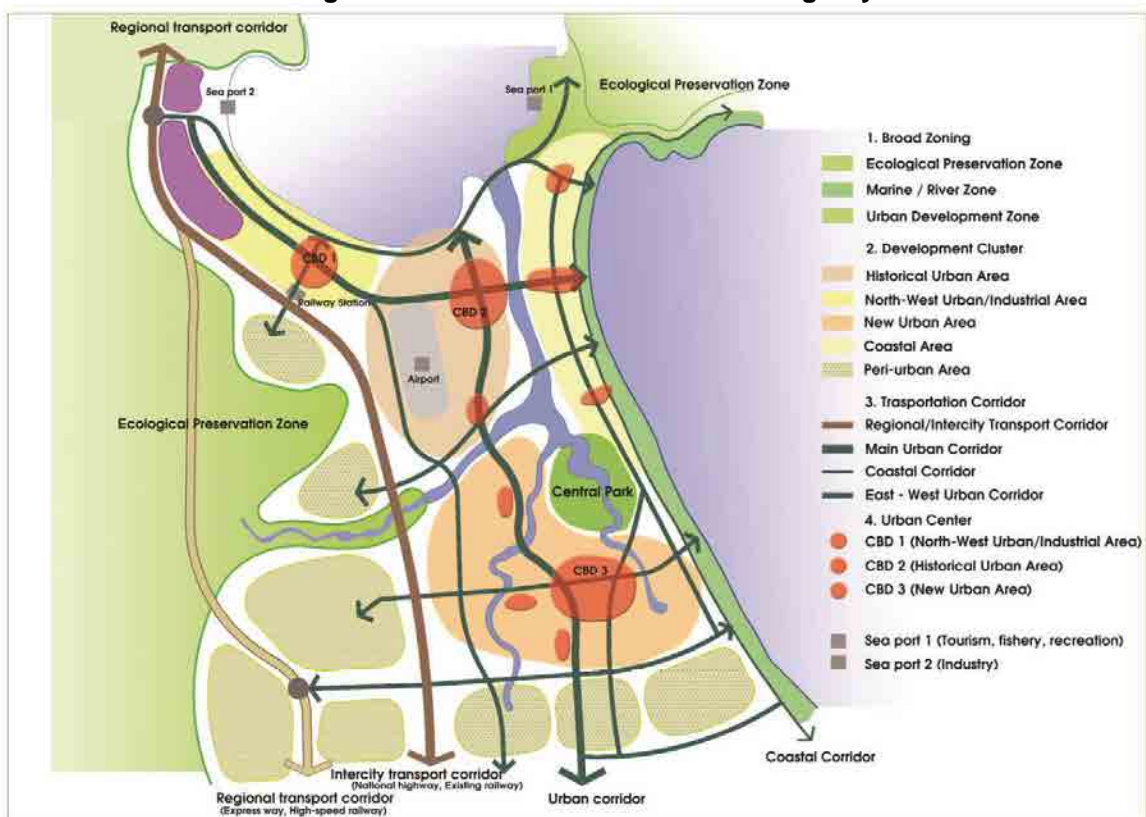 Regional transport corridor
Sea port 2
Sea port 1
Ecological Preservation Zone
CBD 1
Railway Station
CBD 2
Airport
Ecological Preservation Zone
Central Park
CBD 3
Intercity transport corridor
(National highway, Existing railway)
Regional transport corridor
(Express way, High-speed railway)
Urban corridor
Coastal Corridor
1. Broad Zoning
Ecological Preservation Zone
Marine / River Zone
Urban Development Zone
2. Development Cluster
Historical Urban Area
North-West Urban/Industrial Area
New Urban Area
Coastal Area
Peri-urban Area
3. Trasportation Corridor
Regional/Intercity Transport Corridor
Main Urban Corridor
Coastal Corridor
East - West Urban Corridor
4. Urban Center
CBD 1 (North-West Urban/Industrial Area)
CBD 2 (Historical Urban Area)
CBD 3 (New Urban Area)
Sea port 1 (Tourism, fishery, recreation)
Sea port 2 (Industry)